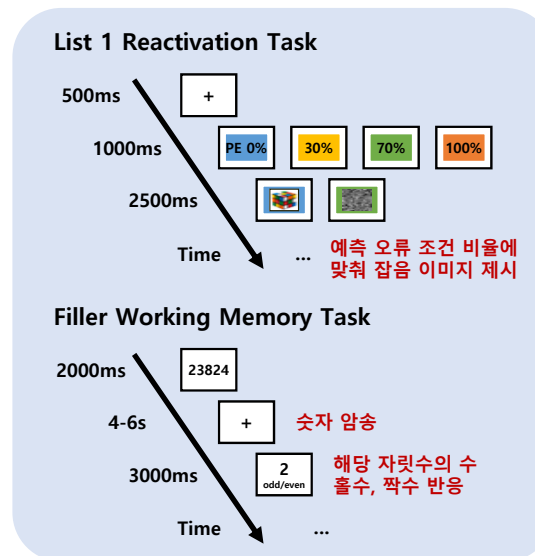 List 1 Reactivation Task
500ms
+
1000ms
PE 0%
30%
70%
100%
2500ms
Time
...
예측 오류 조건 비율에
맞춰 잡음 이미지 제시
Filler Working Memory Task
2000ms
23824
4-6s
+
숫자 암송
3000ms
2
odd/even
해당 자릿수의 수
홀수, 짝수 반응
Time
...